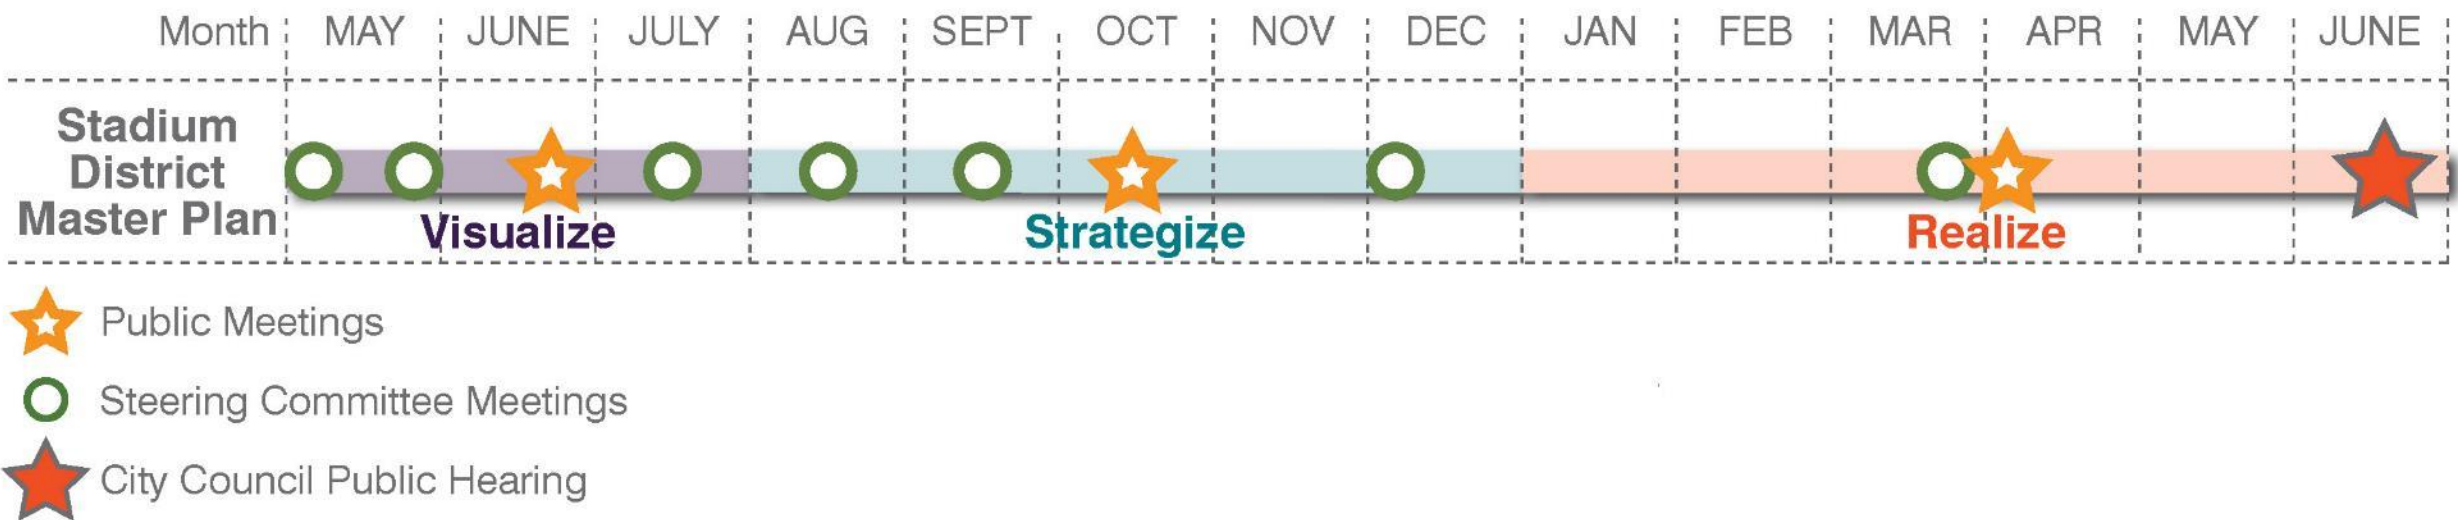 Month MAY JUNE JULY AUG SEPT OCT NOV DEC JAN FEB MAR APR MAY JUNE
Stadium
District
Master Plan
Visualize Strategize Realize
Public Meetings
Steering Committee Meetings
City Council Public Hearing